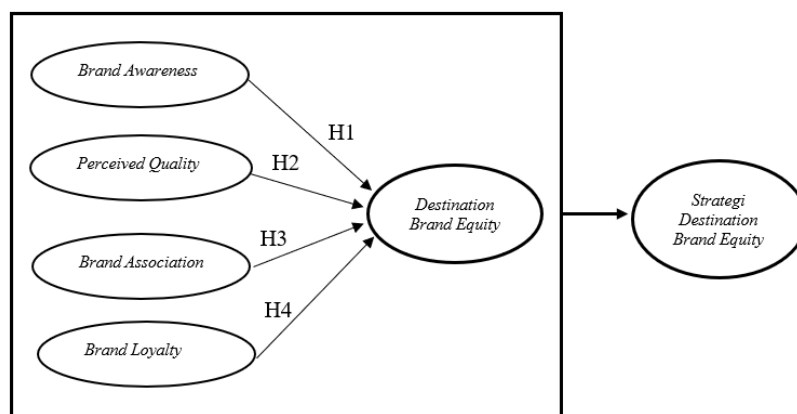 Brand Awareness
H1
Perceived Quality
H2
Destination
Brand Equity
Strategi
Destination
Brand Equity
Brand Association
H3
Brand Loyalty
H4